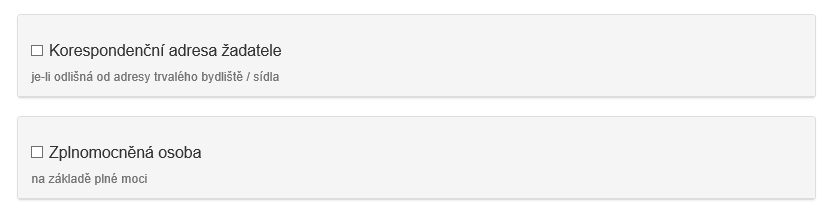 Korespondenční adresa žadatele
je-li odlišná od adresy trvalého bydliště / sídla
Zplnomocněná osoba
na základě plné moci